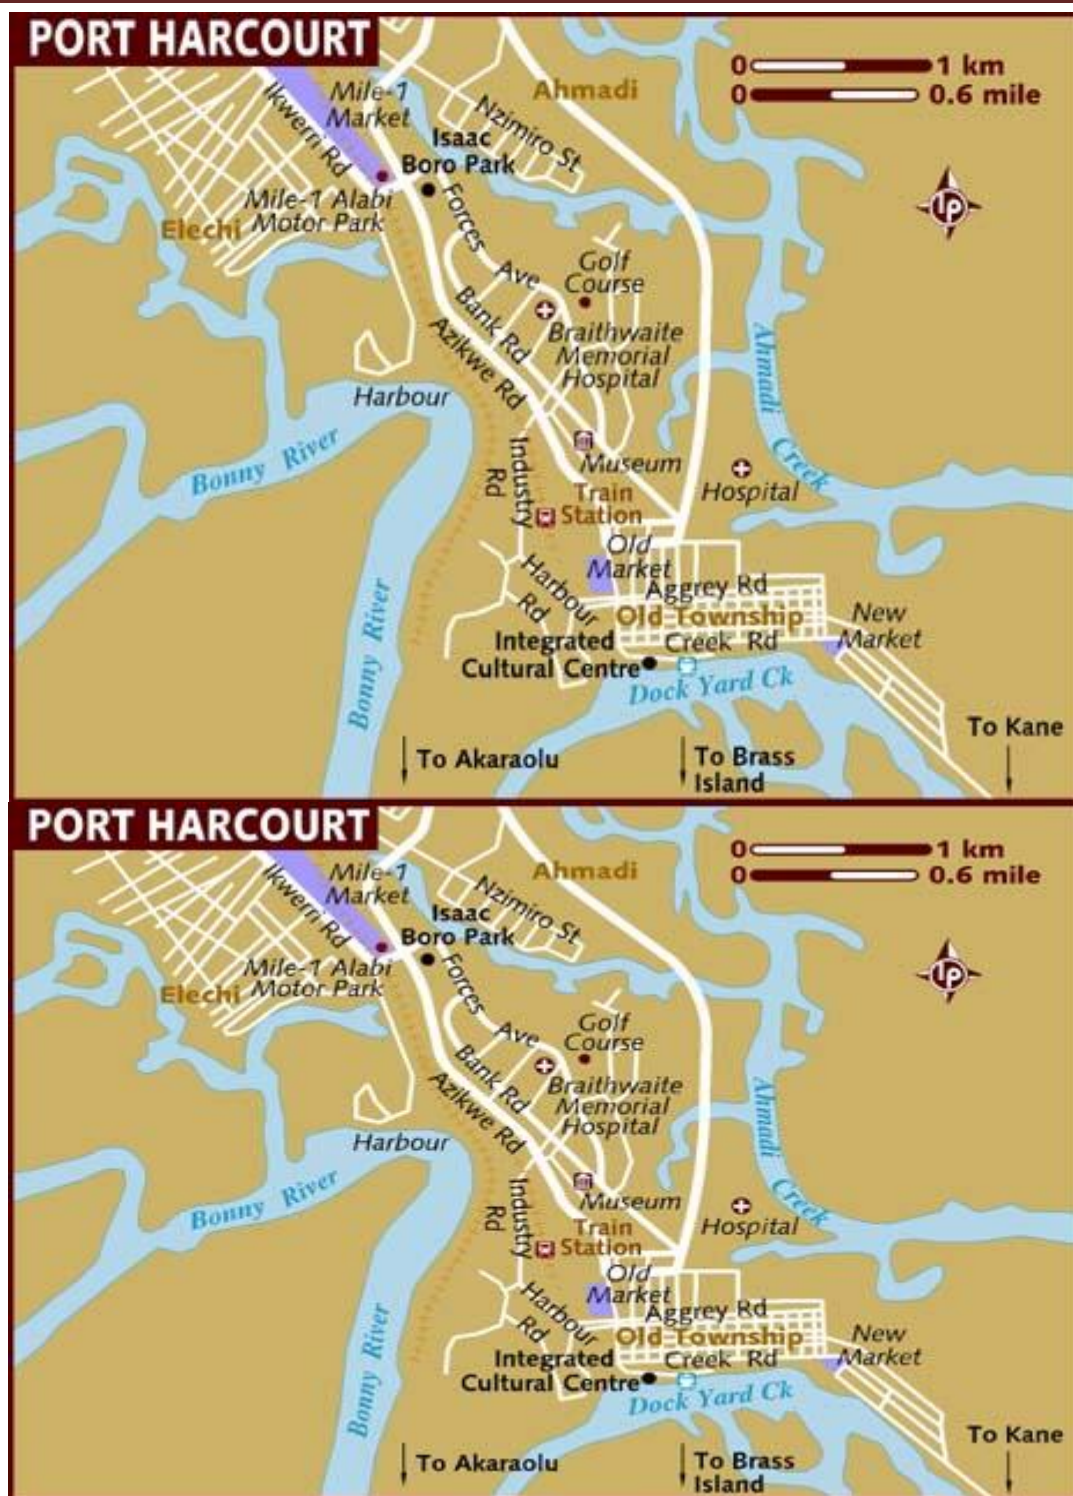 PORT HARCOURT
0 1 km
0 0.6 mile
Ahmadi
Mile-1
Market
Ikwerri Rd
Nzimiro St
Isaac
Boro Park
Mile-1 Alabi
Motor Park
Elechi
LP
Forces Ave
Golf
Course
Bank Rd
Azikwe Rd
Braithwaite
Memorial
Hospital
Ahmadi Creek
Harbour
Bonny River
Industry
Rd
Museum
Hospital
Train
Station
Old
Market
Harbour
Rd
Aggrey Rd
Old Township
New
Market
Creek Rd
Integrated
Cultural Centre
Bonny River
Dock Yard Ck
To Kane
To Akaraolu
To Brass
Island
PORT HARCOURT
0 1 km
0 0.6 mile
Ahmadi
Mile-1
Market
Ikwerri Rd
Nzimiro St
Isaac
Boro Park
Mile-1 Alabi
Motor Park
Elechi
LP
Forces Ave
Golf
Course
Bank Rd
Azikwe Rd
Braithwaite
Memorial
Hospital
Ahmadi Creek
Harbour
Bonny River
Industry
Rd
Museum
Hospital
Train
Station
Old
Market
Harbour
Rd
Aggrey Rd
Old Township
New
Market
Creek Rd
Integrated
Cultural Centre
Bonny River
Dock Yard Ck
To Kane
To Akaraolu
To Brass
Island